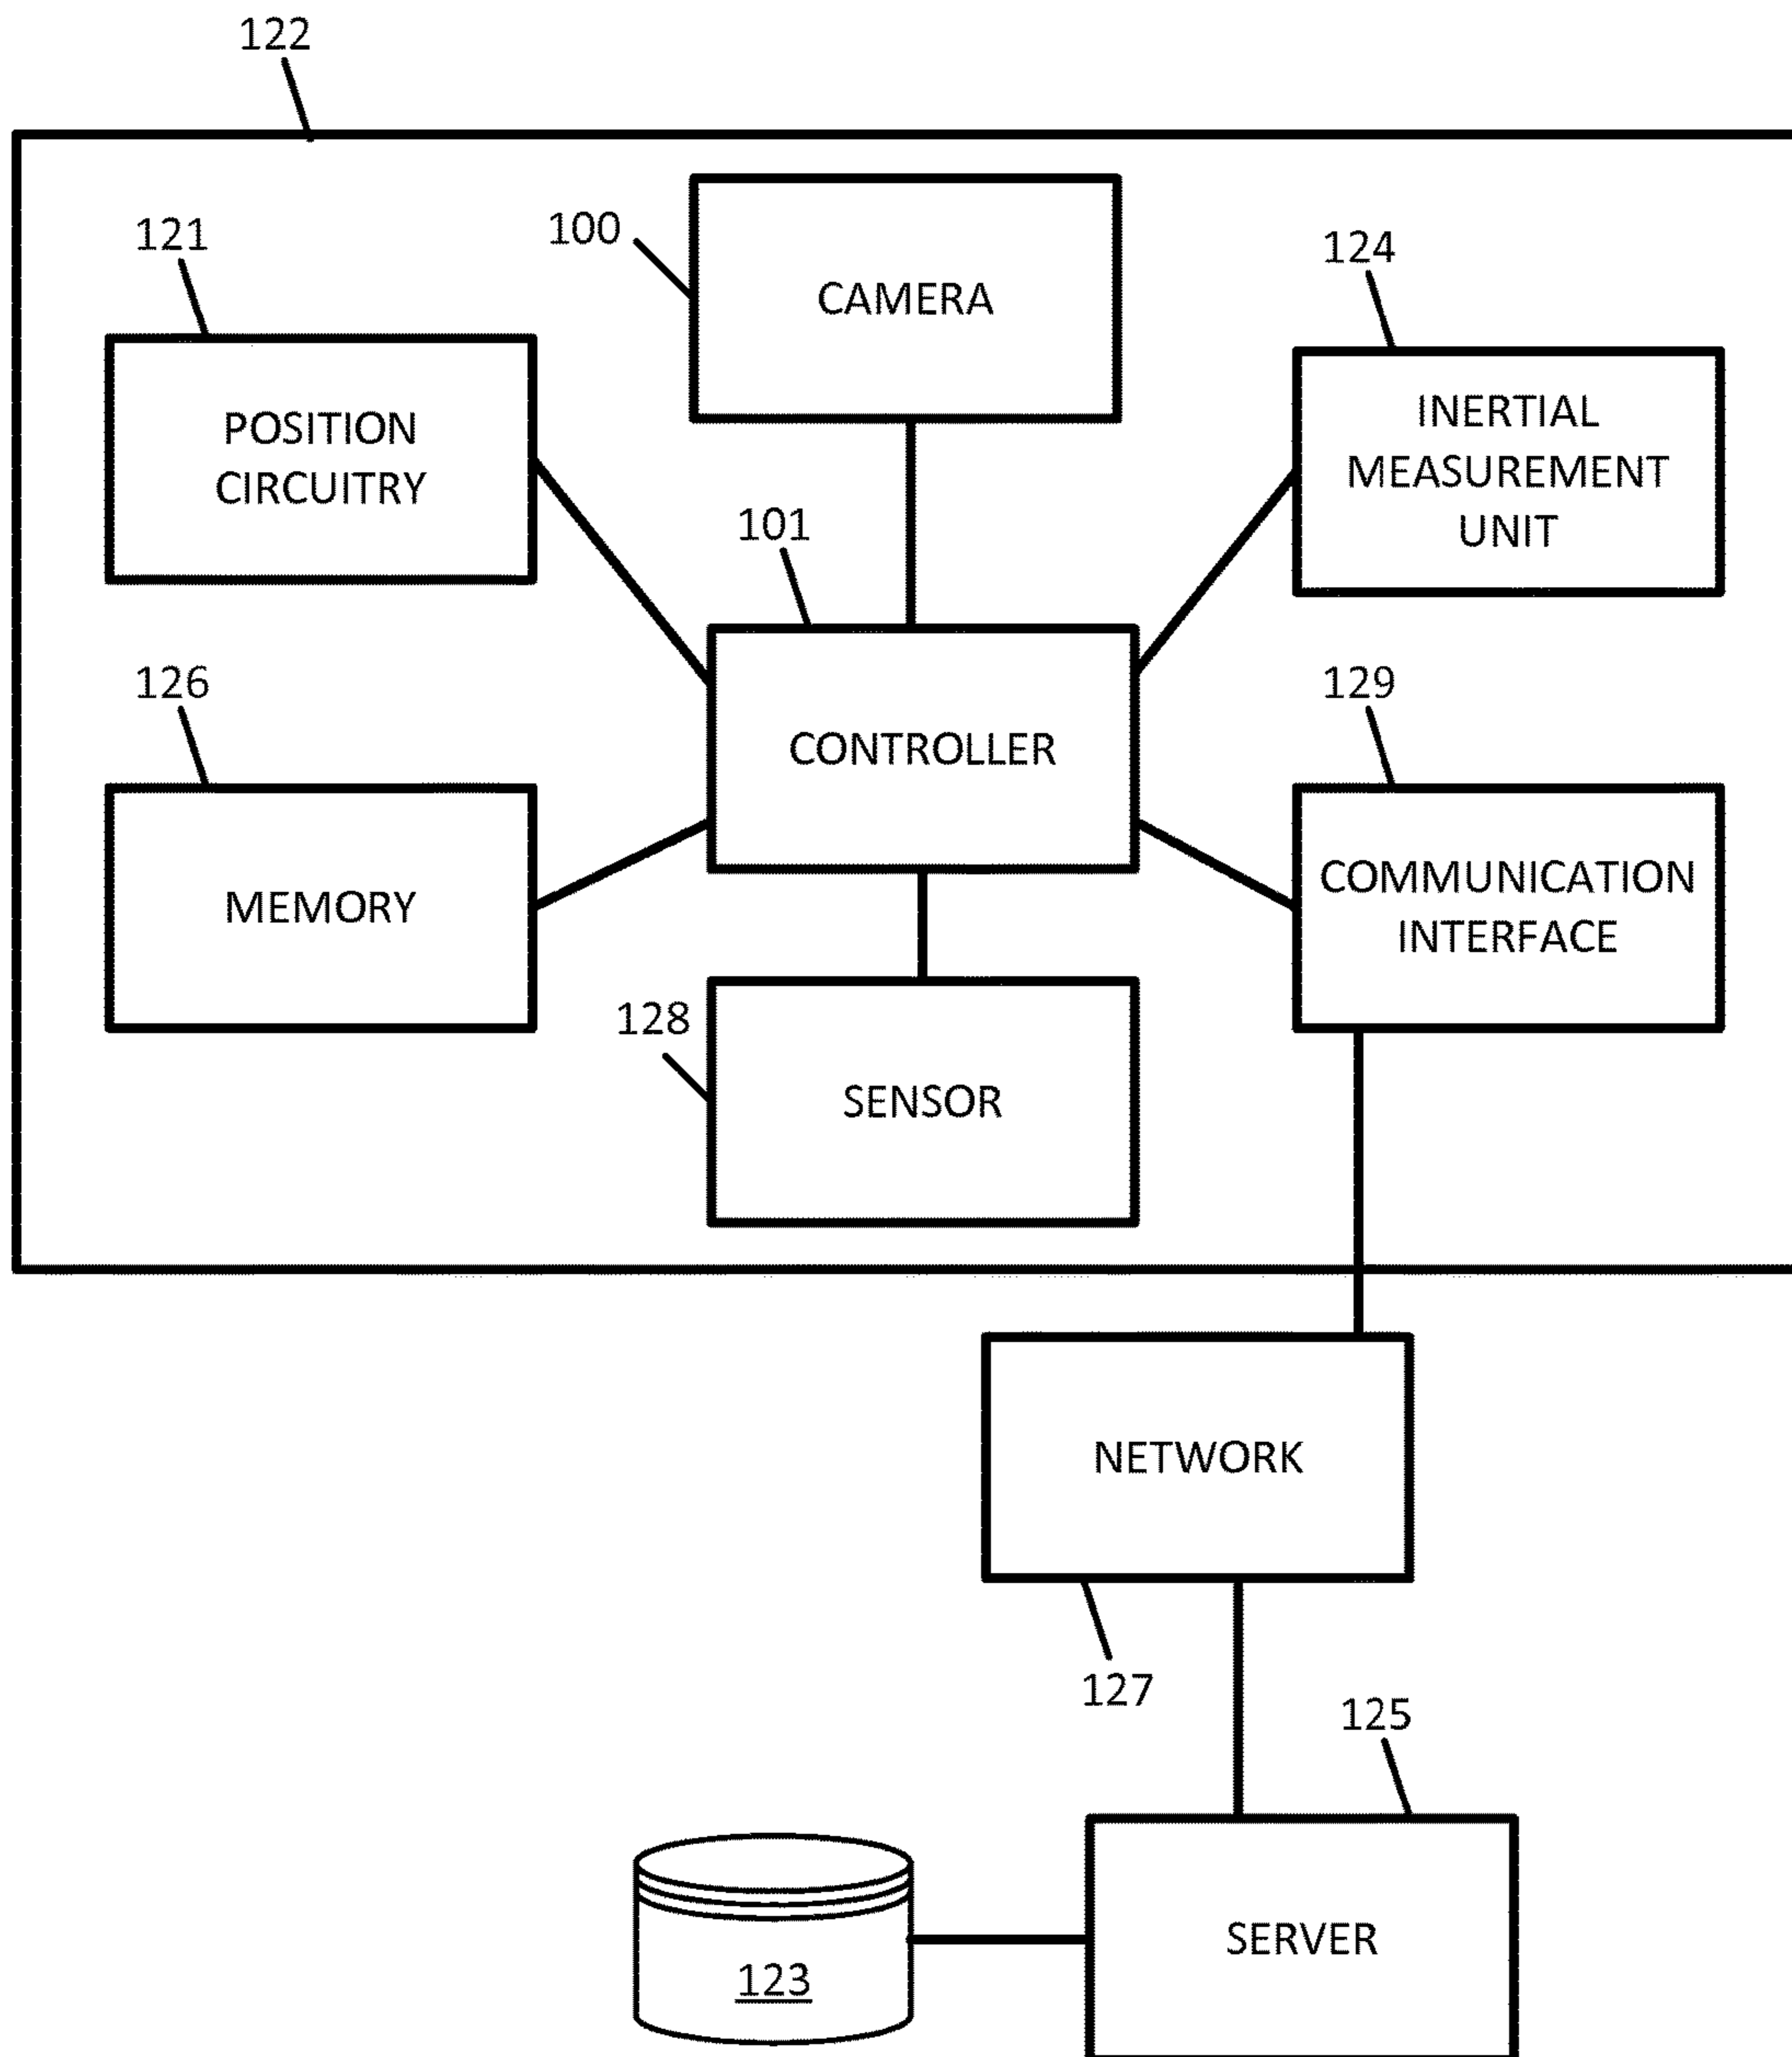 122
100
CAMERA
121
POSITION
CIRCUITRY
124
INERTIAL
MEASUREMENT
UNIT
101
CONTROLLER
126
MEMORY
129
COMMUNICATION
INTERFACE
128
SENSOR
NETWORK
127
125
SERVER
123